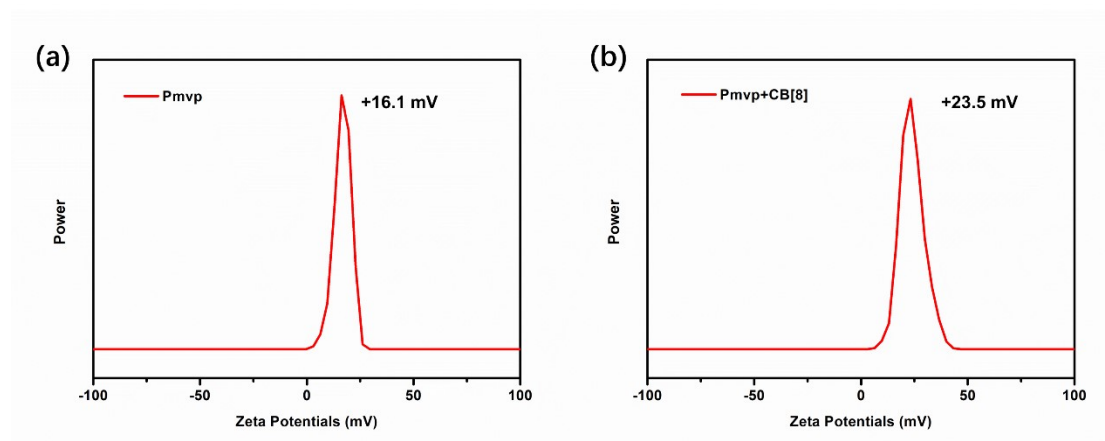 (a)
Pmvp
+16.1 mV
Power
-100
-50
0
50
100
Zeta Potentials (mV)
(b)
Pmvp+CB[8]
+23.5 mV
Power
-100
-50
0
50
100
Zeta Potentials (mV)